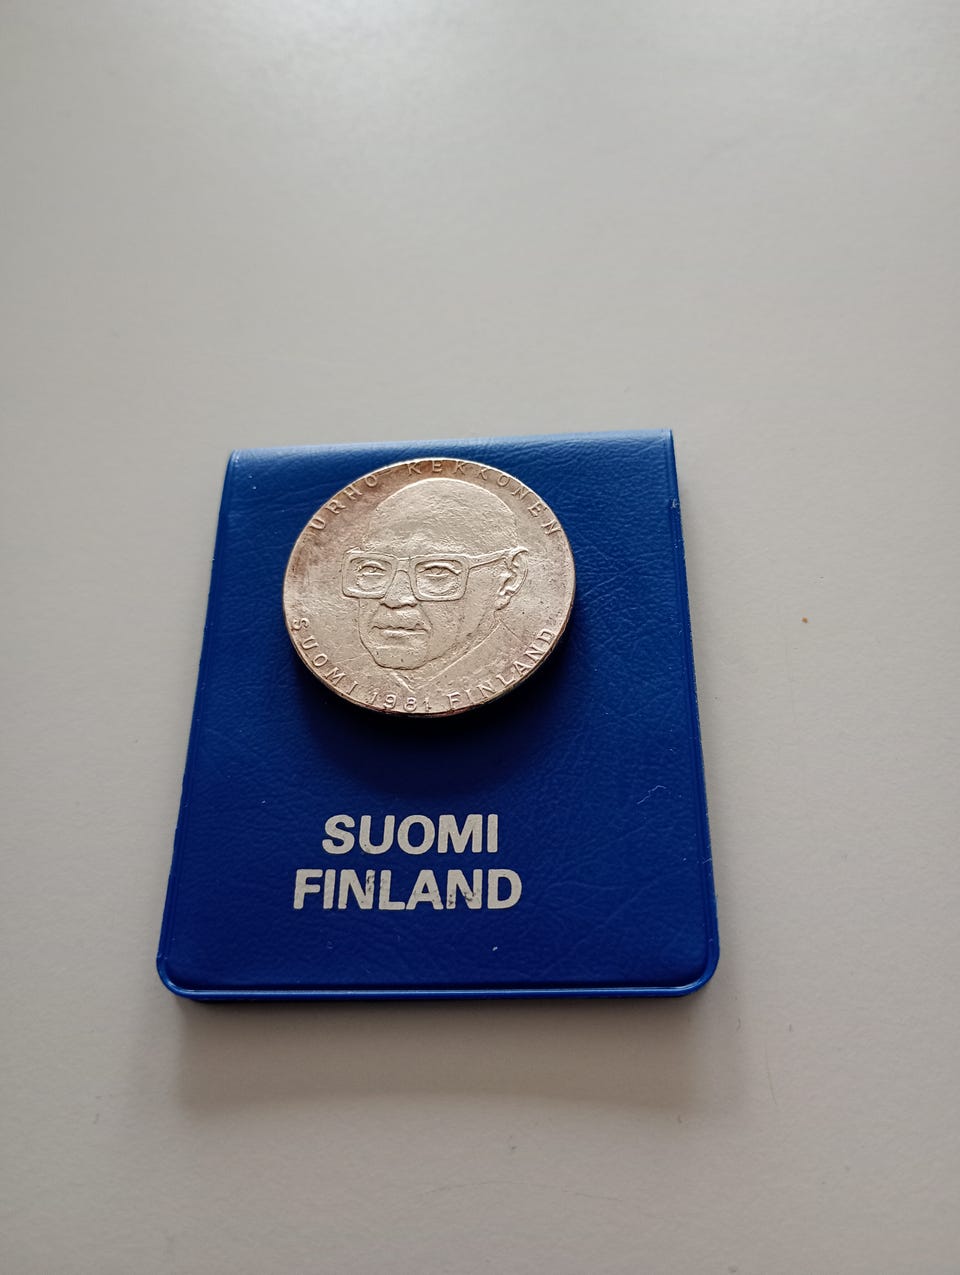 URHO KEKKONEN
SUOMI 1981 FINLAND
SUOMI
FINLAND